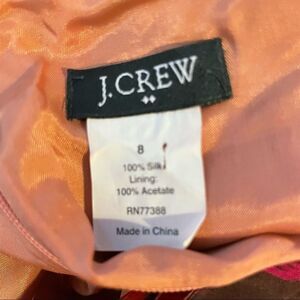 J.CREW
8
100% Silk
Lining:
100% Acetate
RN77388
Made in China